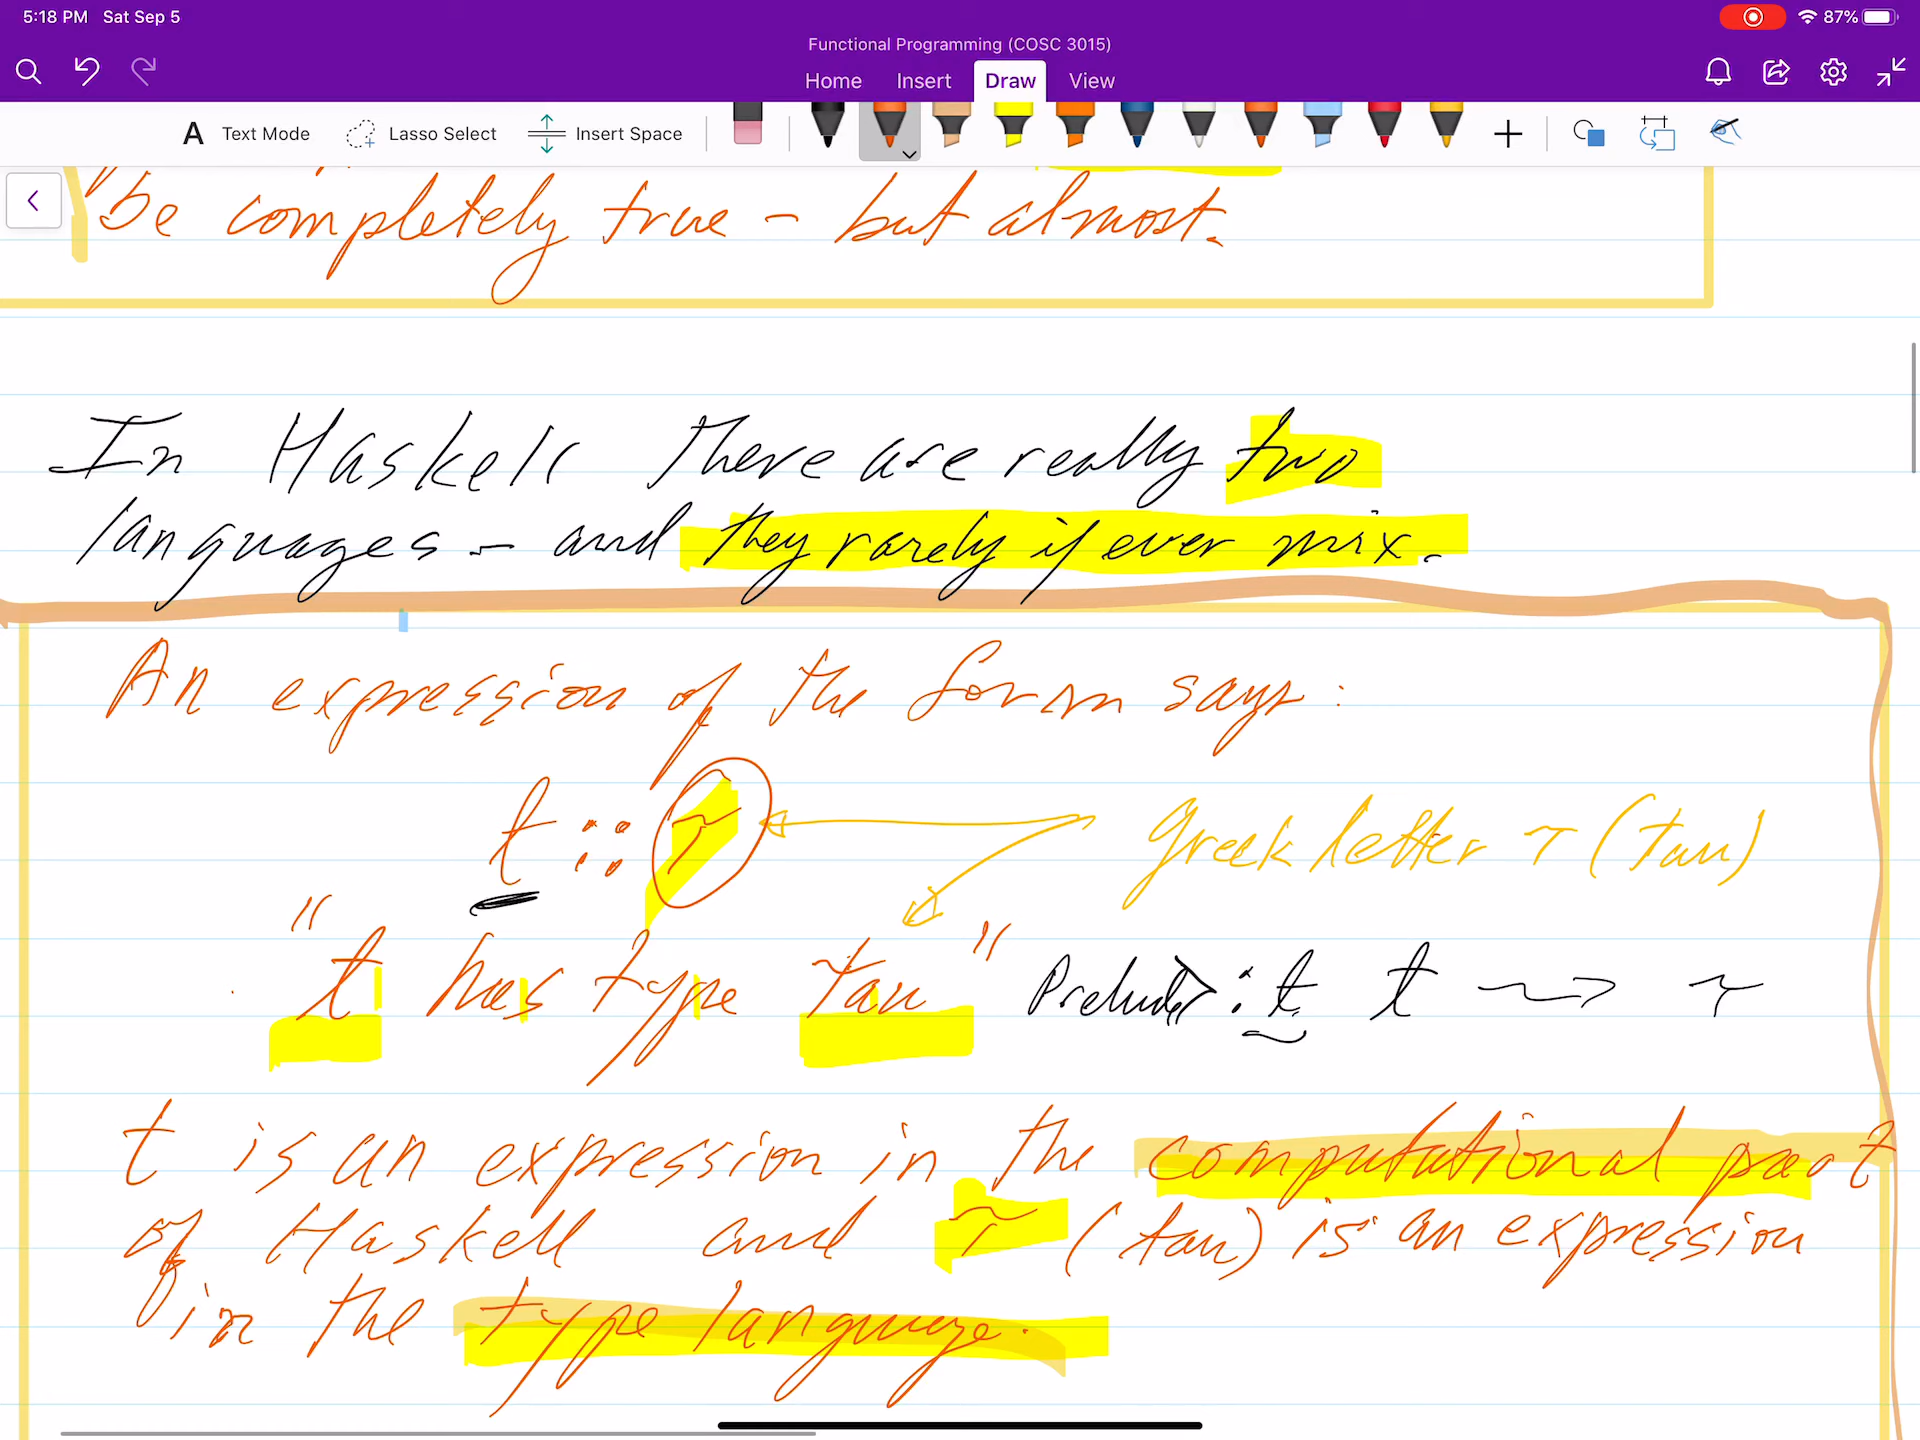 5:18 PM Sat Sep 5
87%
Functional Programming (COSC 3015)
Home Insert Draw View
A Text Mode Lasso Select Insert Space
be completely true - but almost.
In Haskell there are really two
languages - and they rarely if ever mix.
An expression of the form says:
t :: τ
Greek letter τ (tau)
"t has type tau" Prelude> :t t ~> τ
t is an expression in the computational part
of Haskell and τ (tau) is an expression
in the type language.